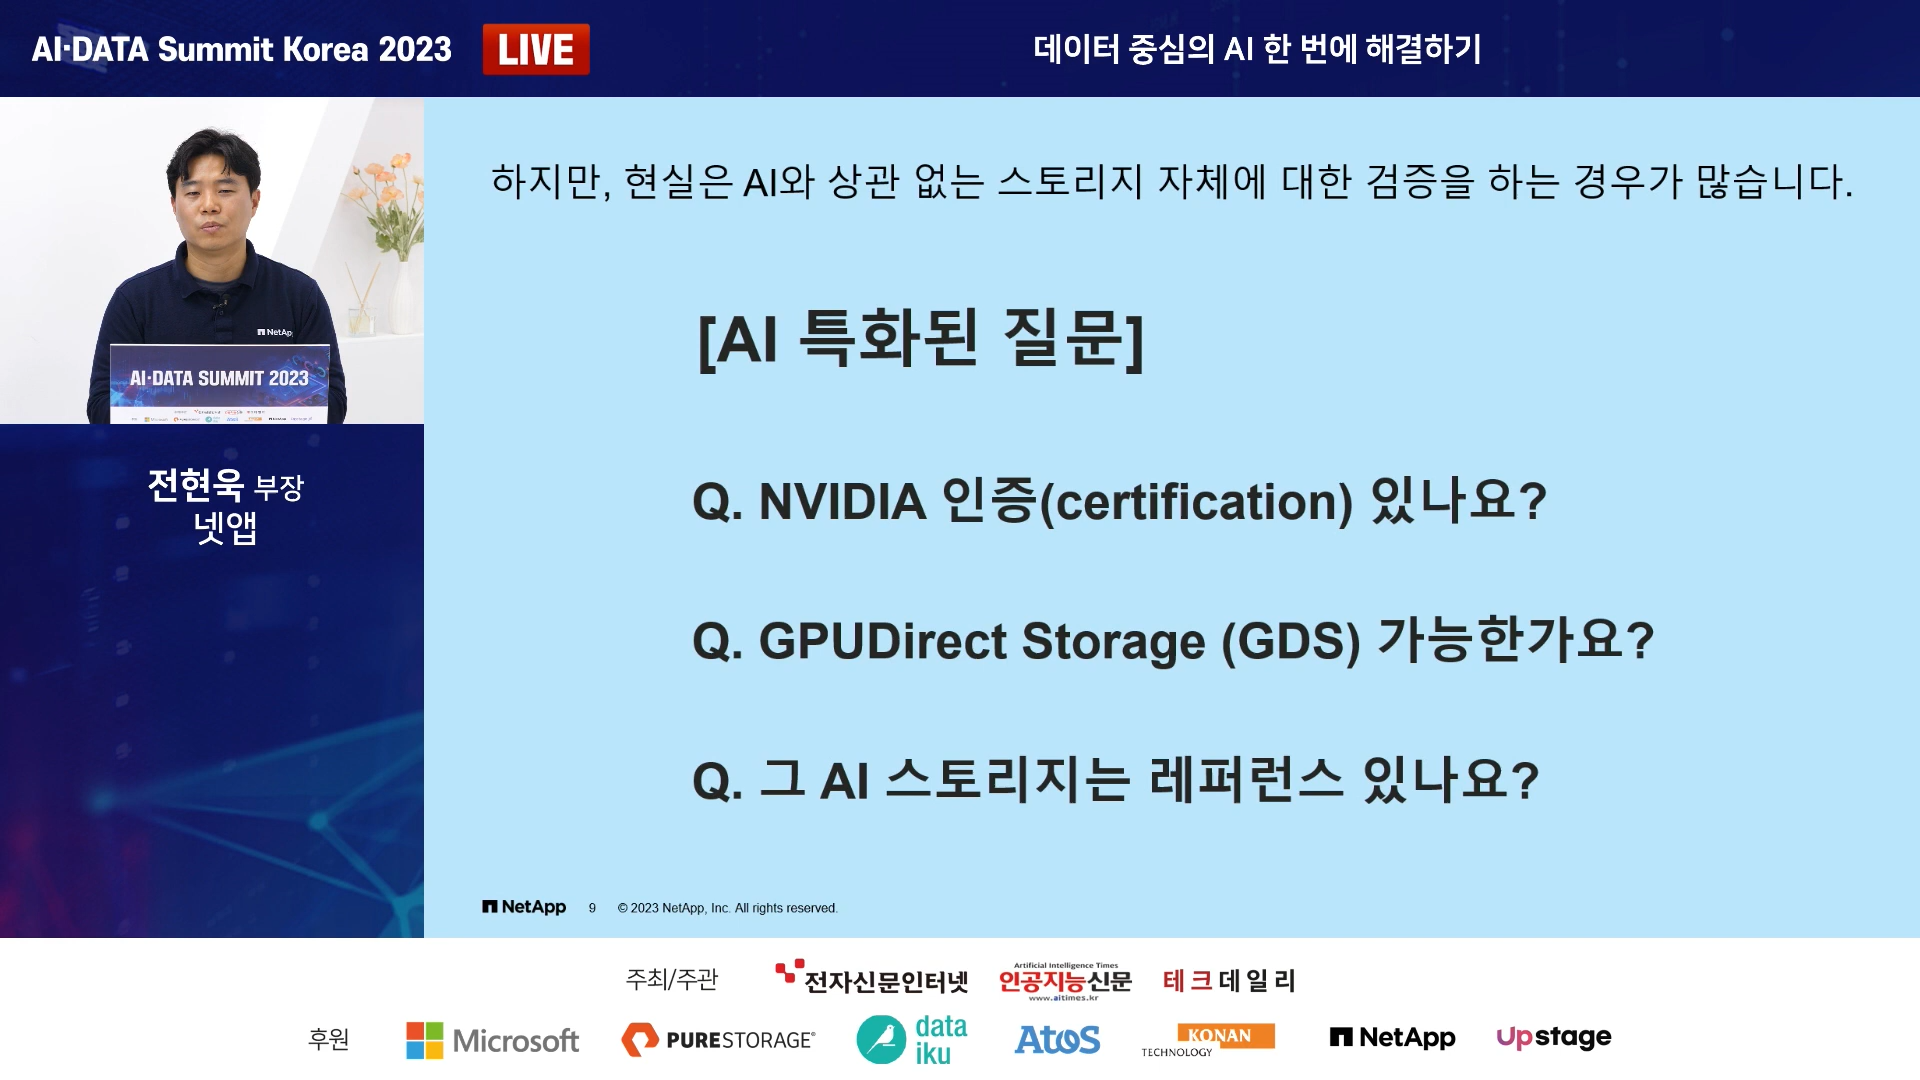 AI·DATA Summit Korea 2023
LIVE
데이터 중심의 AI 한 번에 해결하기
NetApp
AI·DATA SUMMIT 2023
전현욱 부장
넷앱
하지만, 현실은 AI와 상관 없는 스토리지 자체에 대한 검증을 하는 경우가 많습니다.
[AI 특화된 질문]
Q. NVIDIA 인증(certification) 있나요?
Q. GPUDirect Storage (GDS) 가능한가요?
Q. 그 AI 스토리지는 레퍼런스 있나요?
NetApp 9 © 2023 NetApp, Inc. All rights reserved.
주최/주관 전자신문인터넷
Artificial Intelligence Times
인공지능신문
www.aitimes.kr
테크데일리
후원 Microsoft PURESTORAGE® data iku Atos KONAN TECHNOLOGY NetApp Upstage